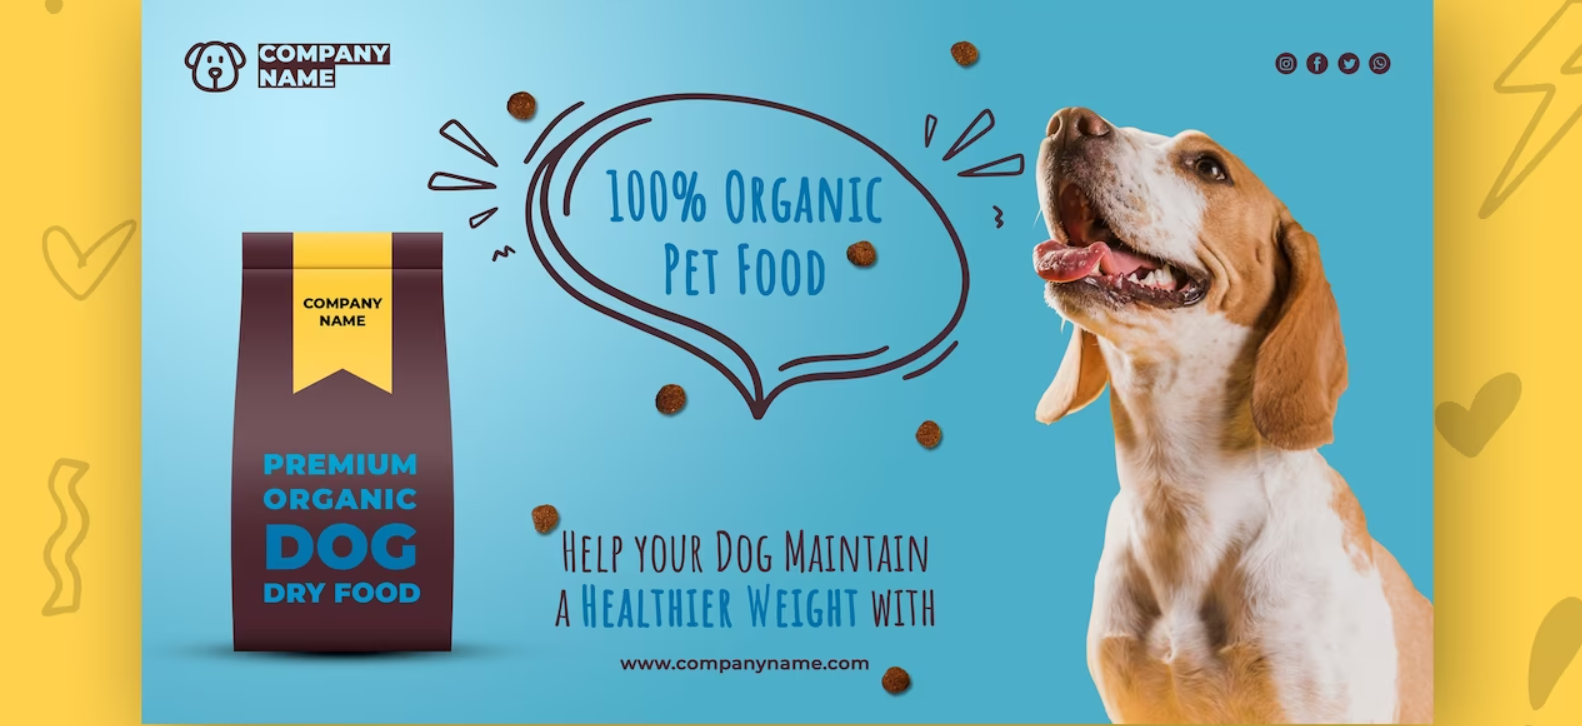 COMPANY
NAME
100% ORGANIC
PET FOOD
COMPANY
NAME
PREMIUM
ORGANIC
DOG
DRY FOOD
HELP YOUR DOG MAINTAIN
A HEALTHIER WEIGHT WITH
www.companyname.com